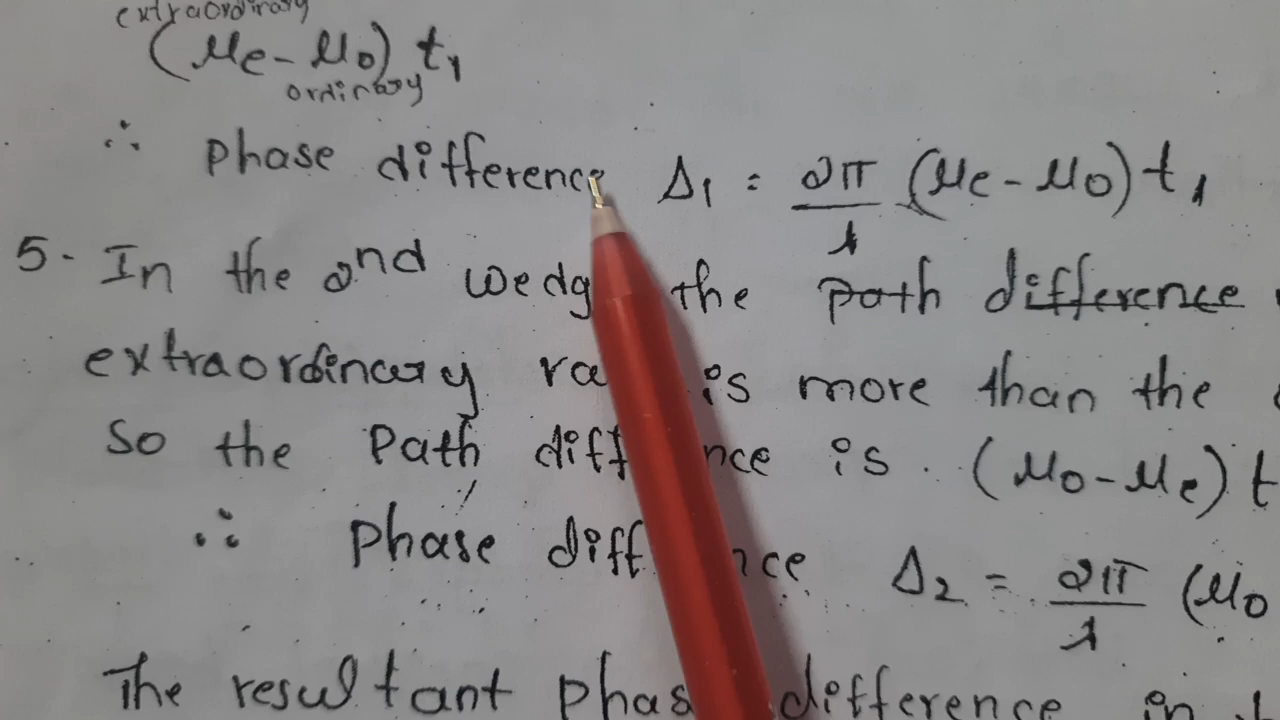 extraordinary
(μe - μo) t1
ordinary
∴ phase difference Δ1 = 2π/λ (μe - μo) t1
5. In the 2nd wedg the path difference
extraordinary ra is more than the
so the Path diff nce is. (μo - μe) t
∴ phase diff nce Δ2 = 2π/λ (μo
The resultant phas difference in t